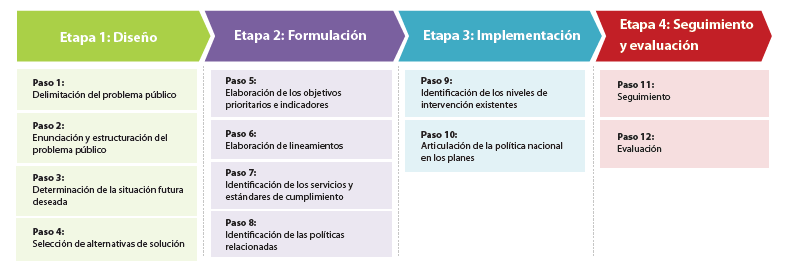 Etapa 1: Diseño
Paso 1:
Delimitación del problema público
Paso 2:
Enunciación y estructuración del
problema público
Paso 3:
Determinación de la situación futura
deseada
Paso 4:
Selección de alternativas de solución
Etapa 2: Formulación
Paso 5:
Elaboración de los objetivos
prioritarios e indicadores
Paso 6:
Elaboración de lineamientos
Paso 7:
Identificación de los servicios y
estándares de cumplimiento
Paso 8:
Identificación de las políticas
relacionadas
Etapa 3: Implementación
Paso 9:
Identificación de los niveles de
intervención existentes
Paso 10:
Articulación de la política nacional
en los planes
Etapa 4: Seguimiento
y evaluación
Paso 11:
Seguimiento
Paso 12:
Evaluación